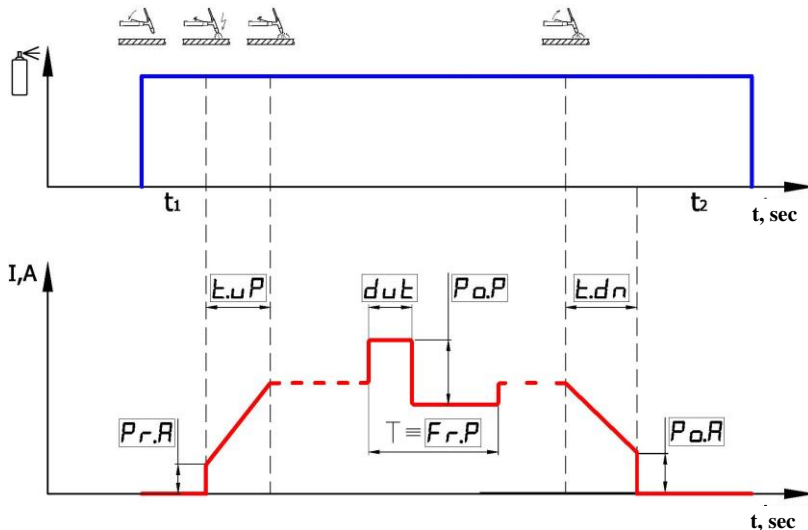 t1
t2
t, sec
I,A
t.uP
dut
Po.P
t.dn
Pr.A
T ≡ Fr.P
Po.A
t, sec